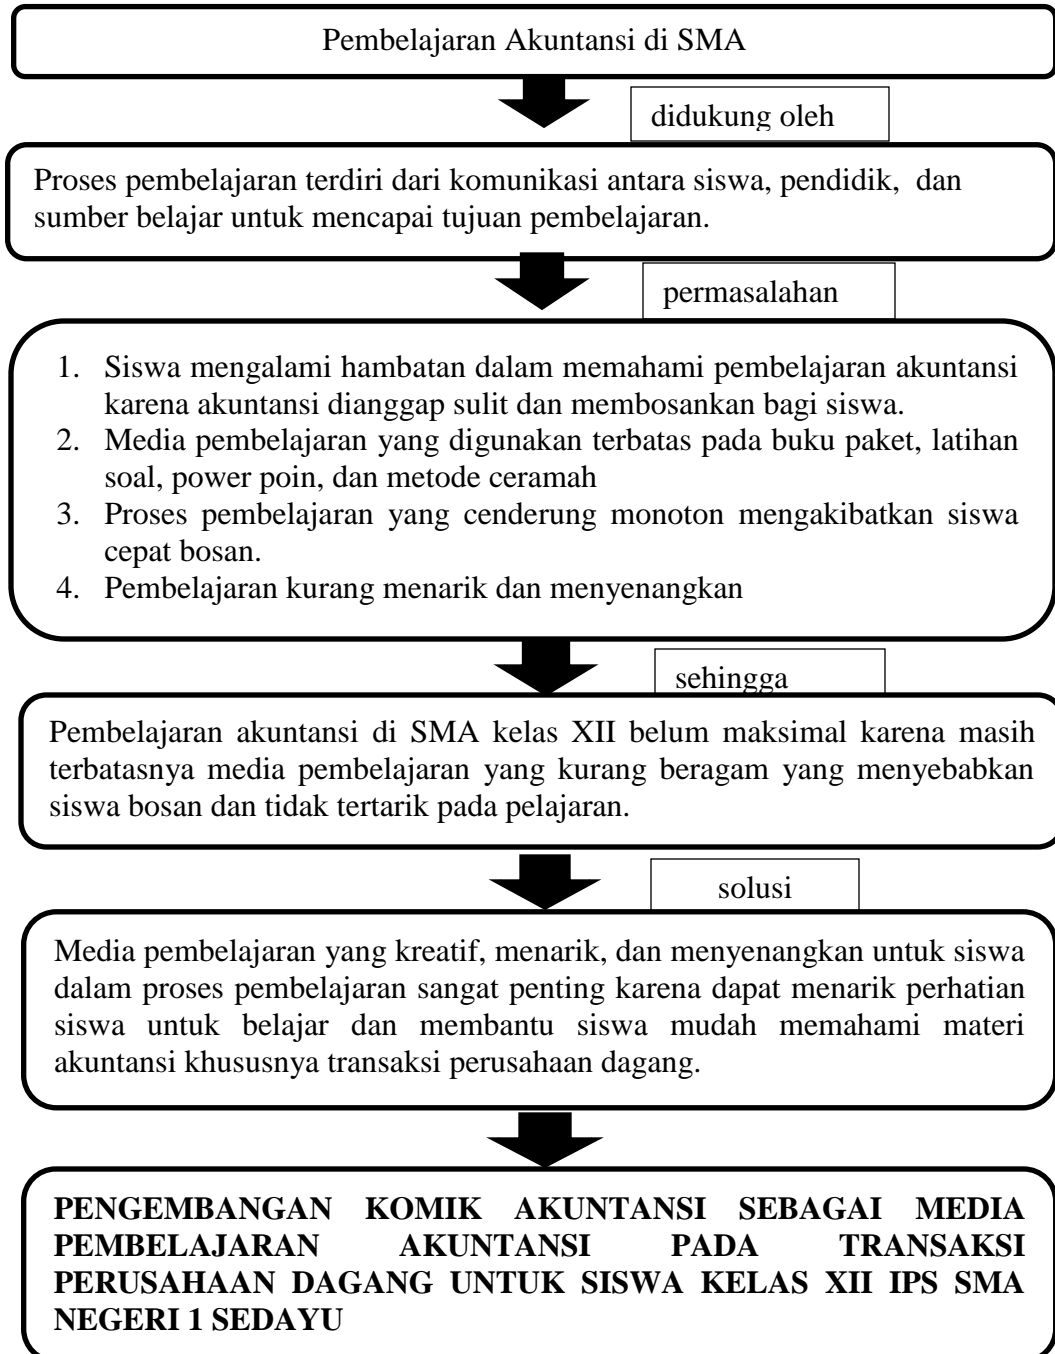 Pembelajaran Akuntansi di SMA
didukung oleh
Proses pembelajaran terdiri dari komunikasi antara siswa, pendidik, dan
sumber belajar untuk mencapai tujuan pembelajaran.
permasalahan
1. Siswa mengalami hambatan dalam memahami pembelajaran akuntansi
karena akuntansi dianggap sulit dan membosankan bagi siswa.
2. Media pembelajaran yang digunakan terbatas pada buku paket, latihan
soal, power poin, dan metode ceramah
3. Proses pembelajaran yang cenderung monoton mengakibatkan siswa
cepat bosan.
4. Pembelajaran kurang menarik dan menyenangkan
sehingga
Pembelajaran akuntansi di SMA kelas XII belum maksimal karena masih
terbatasnya media pembelajaran yang kurang beragam yang menyebabkan
siswa bosan dan tidak tertarik pada pelajaran.
solusi
Media pembelajaran yang kreatif, menarik, dan menyenangkan untuk siswa
dalam proses pembelajaran sangat penting karena dapat menarik perhatian
siswa untuk belajar dan membantu siswa mudah memahami materi
akuntansi khususnya transaksi perusahaan dagang.
PENGEMBANGAN KOMIK AKUNTANSI SEBAGAI MEDIA
PEMBELAJARAN AKUNTANSI PADA TRANSAKSI
PERUSAHAAN DAGANG UNTUK SISWA KELAS XII IPS SMA
NEGERI 1 SEDAYU